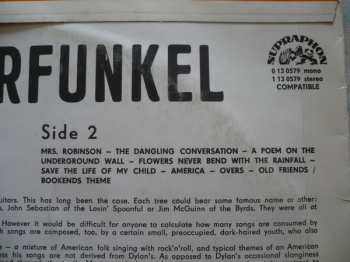 SUPRAPHON
0 13 0579 mono
1 13 0579 stereo
COMPATIBLE
RFUNKEL
Side 2
MRS. ROBINSON – THE DANGLING CONVERSATION – A POEM ON THE
UNDERGROUND WALL – FLOWERS NEVER BEND WITH THE RAINFALL –
SAVE THE LIFE OF MY CHILD – AMERICA – OVERS – OLD FRIENDS /
BOOKENDS THEME
uitars. This has long been the case. Each tree could bear some famous name or other:
s, John Sebastian of the Lovin' Spoonful or Jim McGuinn of the Byrds. They were all at
However it would be difficult for anyone to calculate how many songs are consumed by
h songs are composed, too, by a certain small, preoccupied, dark-haired youth, who also
e – a mixture of American folk singing with rock'n'roll, and typical themes of an American
ess his songs are not derived from Dylan's. As opposed to Dylan's occasional slanginess